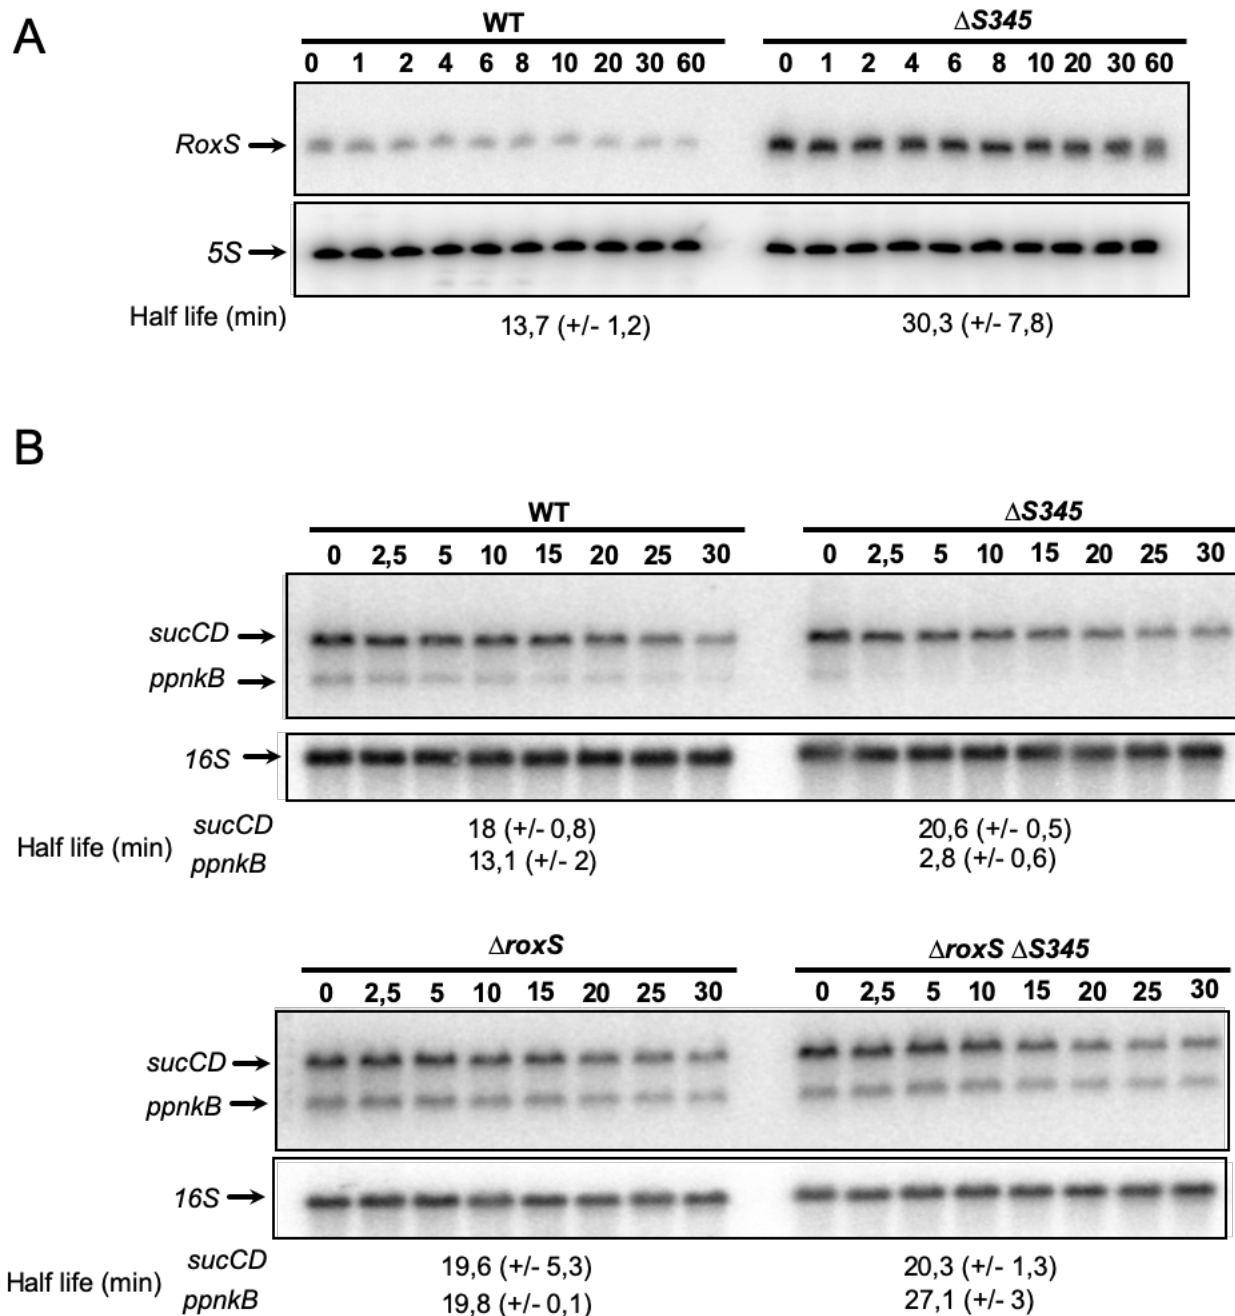 A
WT ΔS345
0 1 2 4 6 8 10 20 30 60 0 1 2 4 6 8 10 20 30 60
RoxS
5S
Half life (min) 13,7 (+/- 1,2) 30,3 (+/- 7,8)
B
WT ΔS345
0 2,5 5 10 15 20 25 30 0 2,5 5 10 15 20 25 30
sucCD
ppnkB
16S
sucCD 18 (+/- 0,8) 20,6 (+/- 0,5)
Half life (min)
ppnkB 13,1 (+/- 2) 2,8 (+/- 0,6)
ΔroxS ΔroxS ΔS345
0 2,5 5 10 15 20 25 30 0 2,5 5 10 15 20 25 30
sucCD
ppnkB
16S
sucCD 19,6 (+/- 5,3) 20,3 (+/- 1,3)
Half life (min)
ppnkB 19,8 (+/- 0,1) 27,1 (+/- 3)